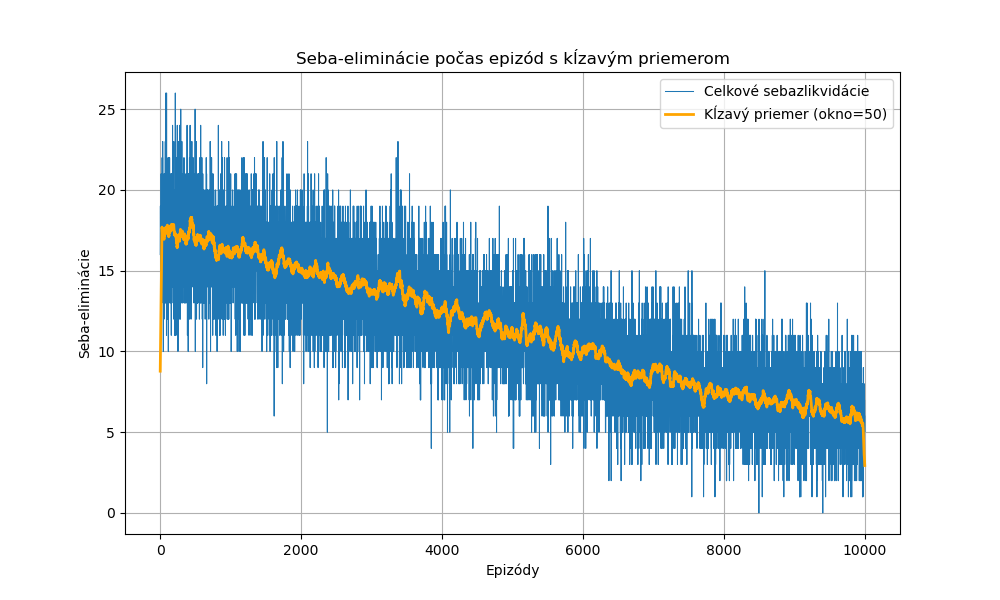 Seba-eliminácie počas epizód s kĺzavým priemerom
Celkové sebazlikvidácie
Kĺzavý priemer (okno=50)
Seba-eliminácie
25
20
15
10
5
0
0 2000 4000 6000 8000 10000
Epizódy